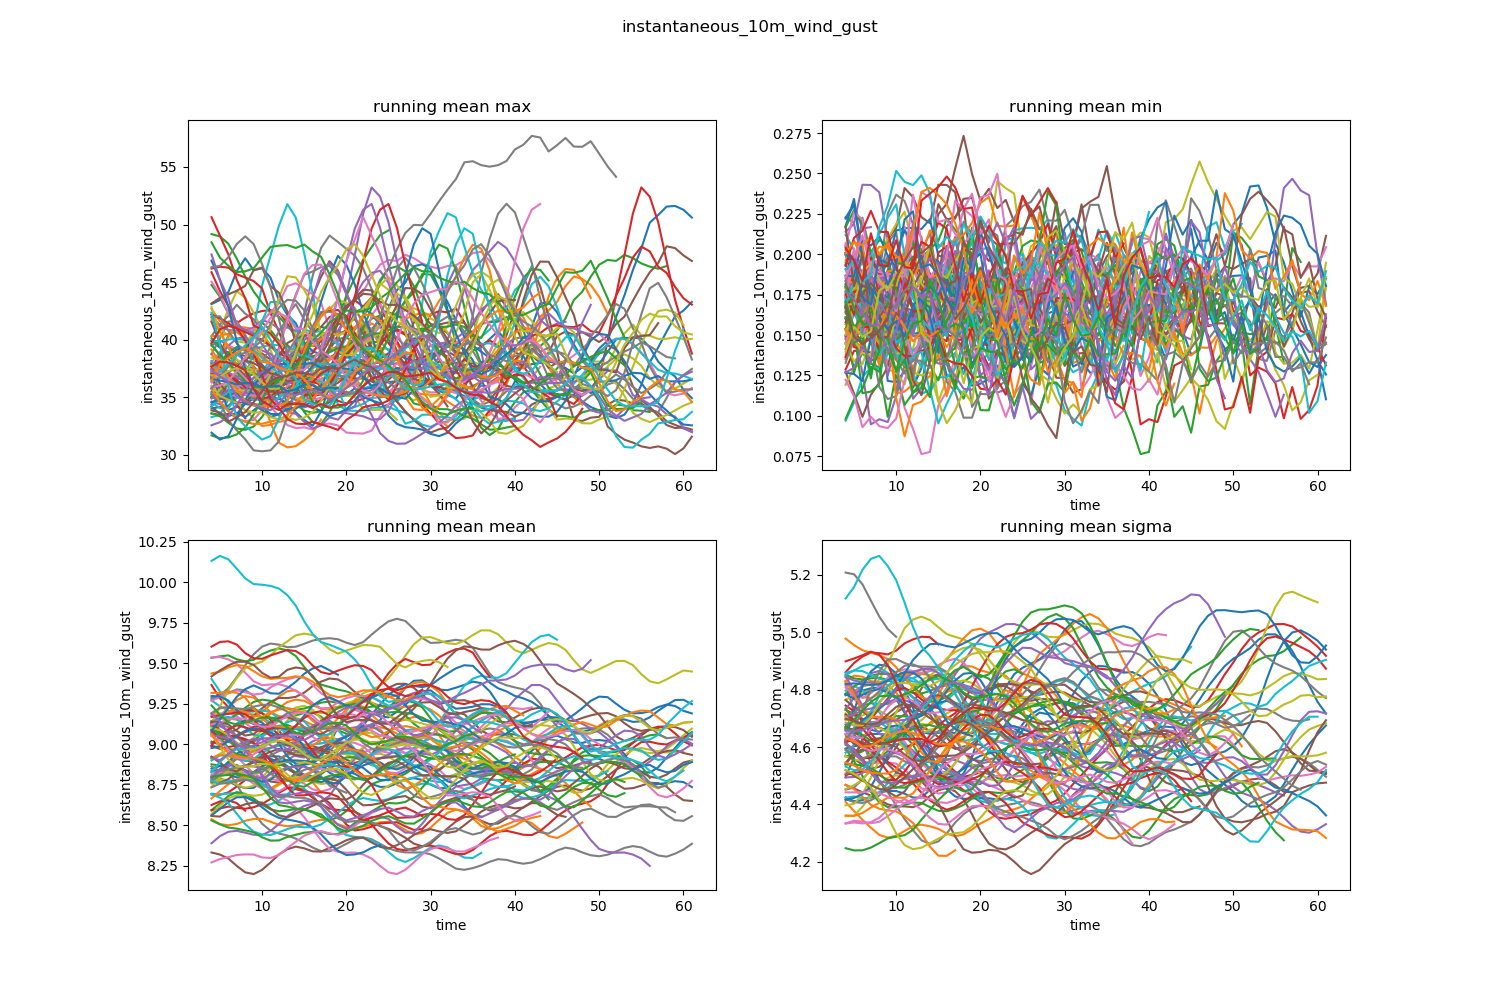 instantaneous_10m_wind_gust
running mean max
running mean min
instantaneous_10m_wind_gust
55
50
45
40
35
30
10 20 30 40 50 60
time
instantaneous_10m_wind_gust
0.275
0.250
0.225
0.200
0.175
0.150
0.125
0.100
0.075
10 20 30 40 50 60
time
running mean mean
running mean sigma
instantaneous_10m_wind_gust
10.25
10.00
9.75
9.50
9.25
9.00
8.75
8.50
8.25
10 20 30 40 50 60
time
instantaneous_10m_wind_gust
5.2
5.0
4.8
4.6
4.4
4.2
10 20 30 40 50 60
time